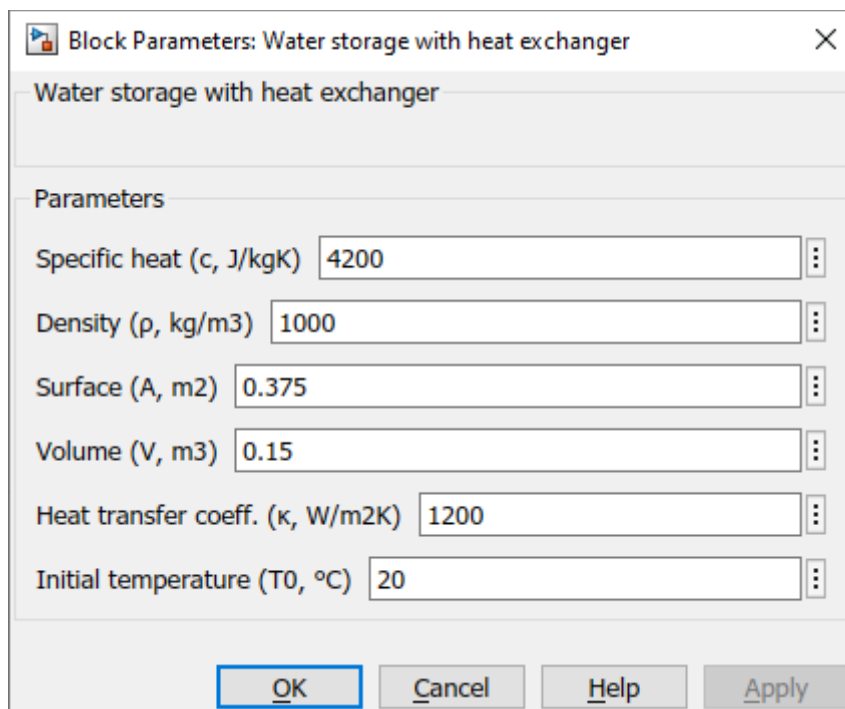 Block Parameters: Water storage with heat exchanger
Water storage with heat exchanger
Parameters
Specific heat (c, J/kgK) 4200
Density (ρ, kg/m3) 1000
Surface (A, m2) 0.375
Volume (V, m3) 0.15
Heat transfer coeff. (κ, W/m2K) 1200
Initial temperature (T0, ºC) 20
OK Cancel Help Apply